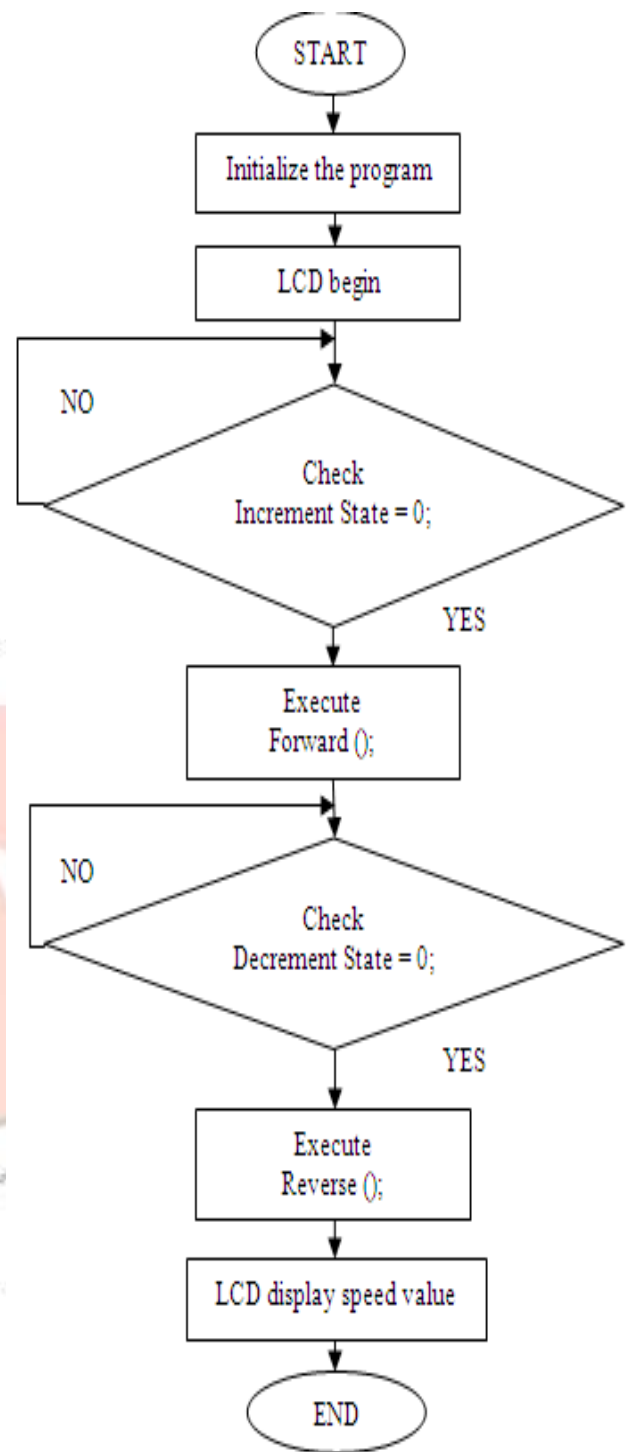 START
Initialize the program
LCD begin
NO
Check
Increment State = 0;
YES
Execute
Forward ();
NO
Check
Decrement State = 0;
YES
Execute
Reverse ();
LCD display speed value
END